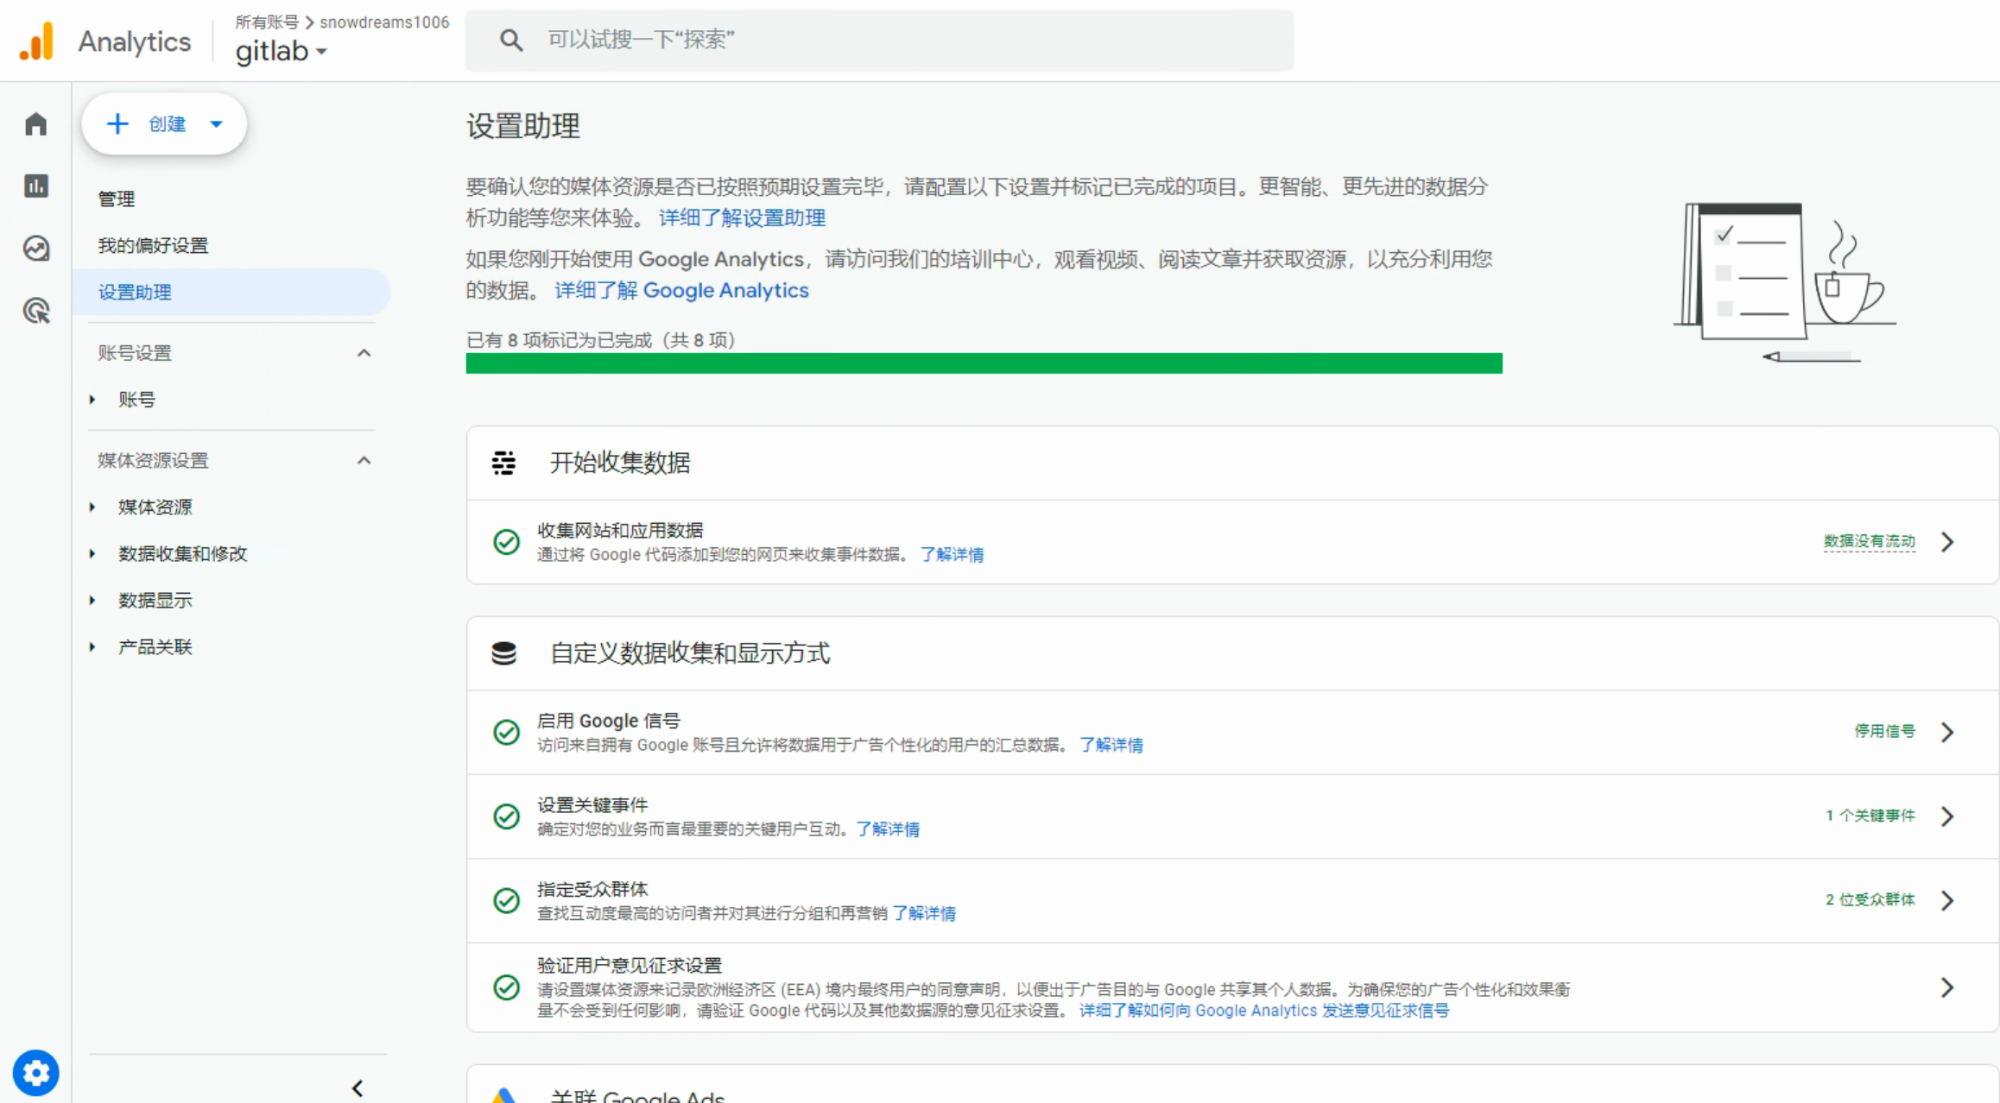 Analytics
所有账号 > snowdreams1006
gitlab
可以试搜一下“探索”
创建
管理
我的偏好设置
设置助理
账号设置
账号
媒体资源设置
媒体资源
数据收集和修改
数据显示
产品关联
设置助理
要确认您的媒体资源是否已按照预期设置完毕，请配置以下设置并标记已完成的项目。更智能、更先进的数据分
析功能等您来体验。 详细了解设置助理
如果您刚开始使用 Google Analytics，请访问我们的培训中心，观看视频、阅读文章并获取资源，以充分利用您
的数据。 详细了解 Google Analytics
已有 8 项标记为已完成（共 8 项）
开始收集数据
收集网站和应用数据
通过将 Google 代码添加到您的网页来收集事件数据。 了解详情
数据没有流动
自定义数据收集和显示方式
启用 Google 信号
访问来自拥有 Google 账号且允许将数据用于广告个性化的用户的汇总数据。 了解详情
停用信号
设置关键事件
确定对您的业务而言最重要的关键用户互动。了解详情
1 个关键事件
指定受众群体
查找互动度最高的访问者并对其进行分组和再营销 了解详情
2 位受众群体
验证用户意见征求设置
请设置媒体资源来记录欧洲经济区 (EEA) 境内最终用户的同意声明，以便出于广告目的与 Google 共享其个人数据。为确保您的广告个性化和效果衡
量不会受到任何影响，请验证 Google 代码以及其他数据源的意见征求设置。 详细了解如何向 Google Analytics 发送意见征求信号
关联 Google Ads